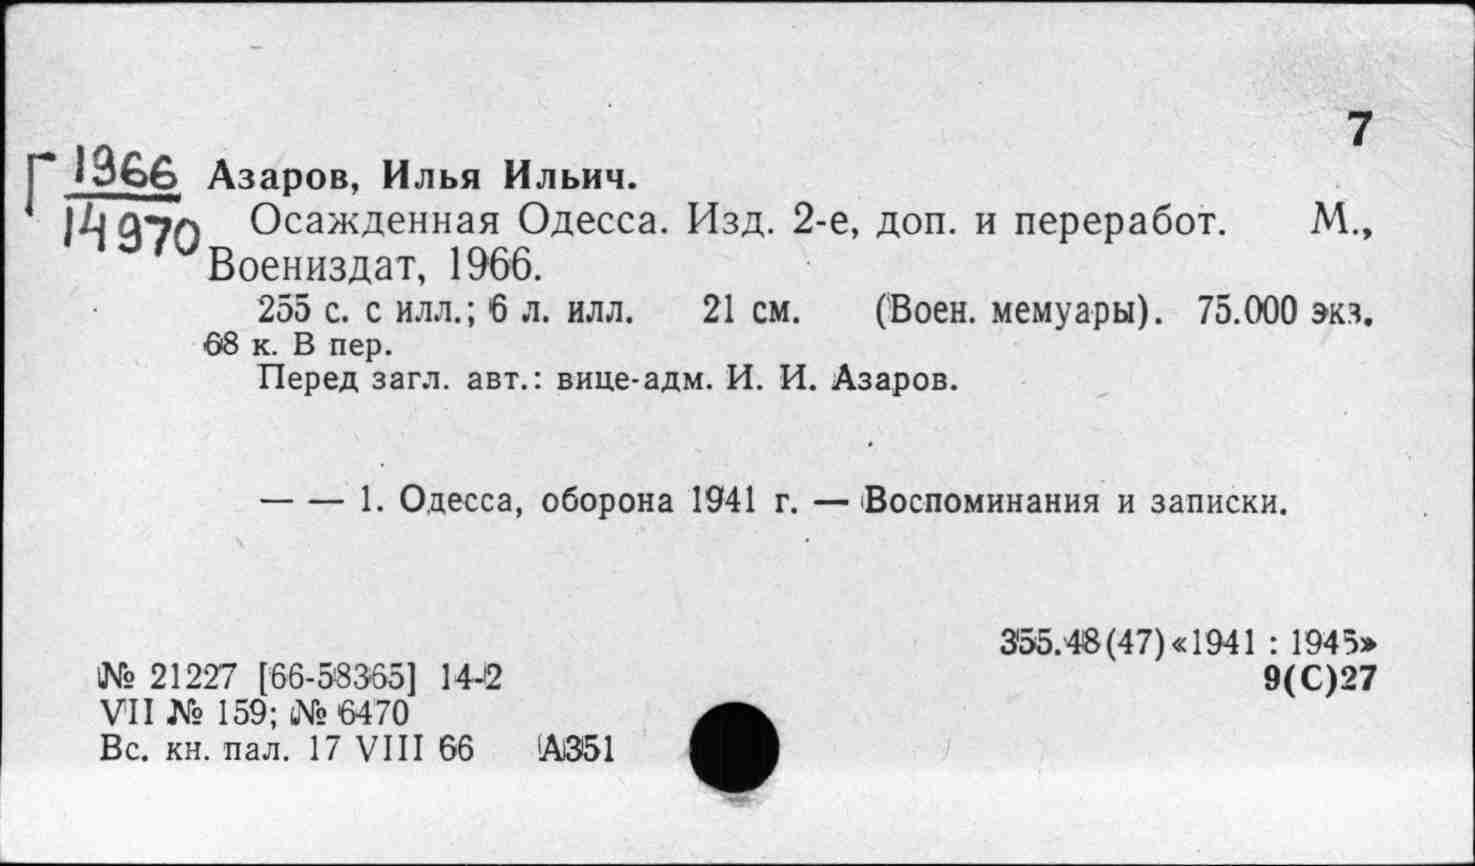 7
Г 1966 Азаров, Илья Ильич.
14970 Осажденная Одесса. Изд. 2-е, доп. и переработ. М.,
Воениздат, 1966.
255 с. с илл.; 6 л. илл. 21 см. (Воен. мемуары). 75.000 экз.
68 к. В пер.
Перед загл. авт.: вице-адм. И. И. Азаров.
— — 1. Одесса, оборона 1941 г. — Воспоминания и записки.
355.48(47)«1941 : 1945»
№ 21227 [66-58365] 14-2 9(С)27
VII № 159; № 6470
Вс. кн. пал. 17 VIII 66 А351